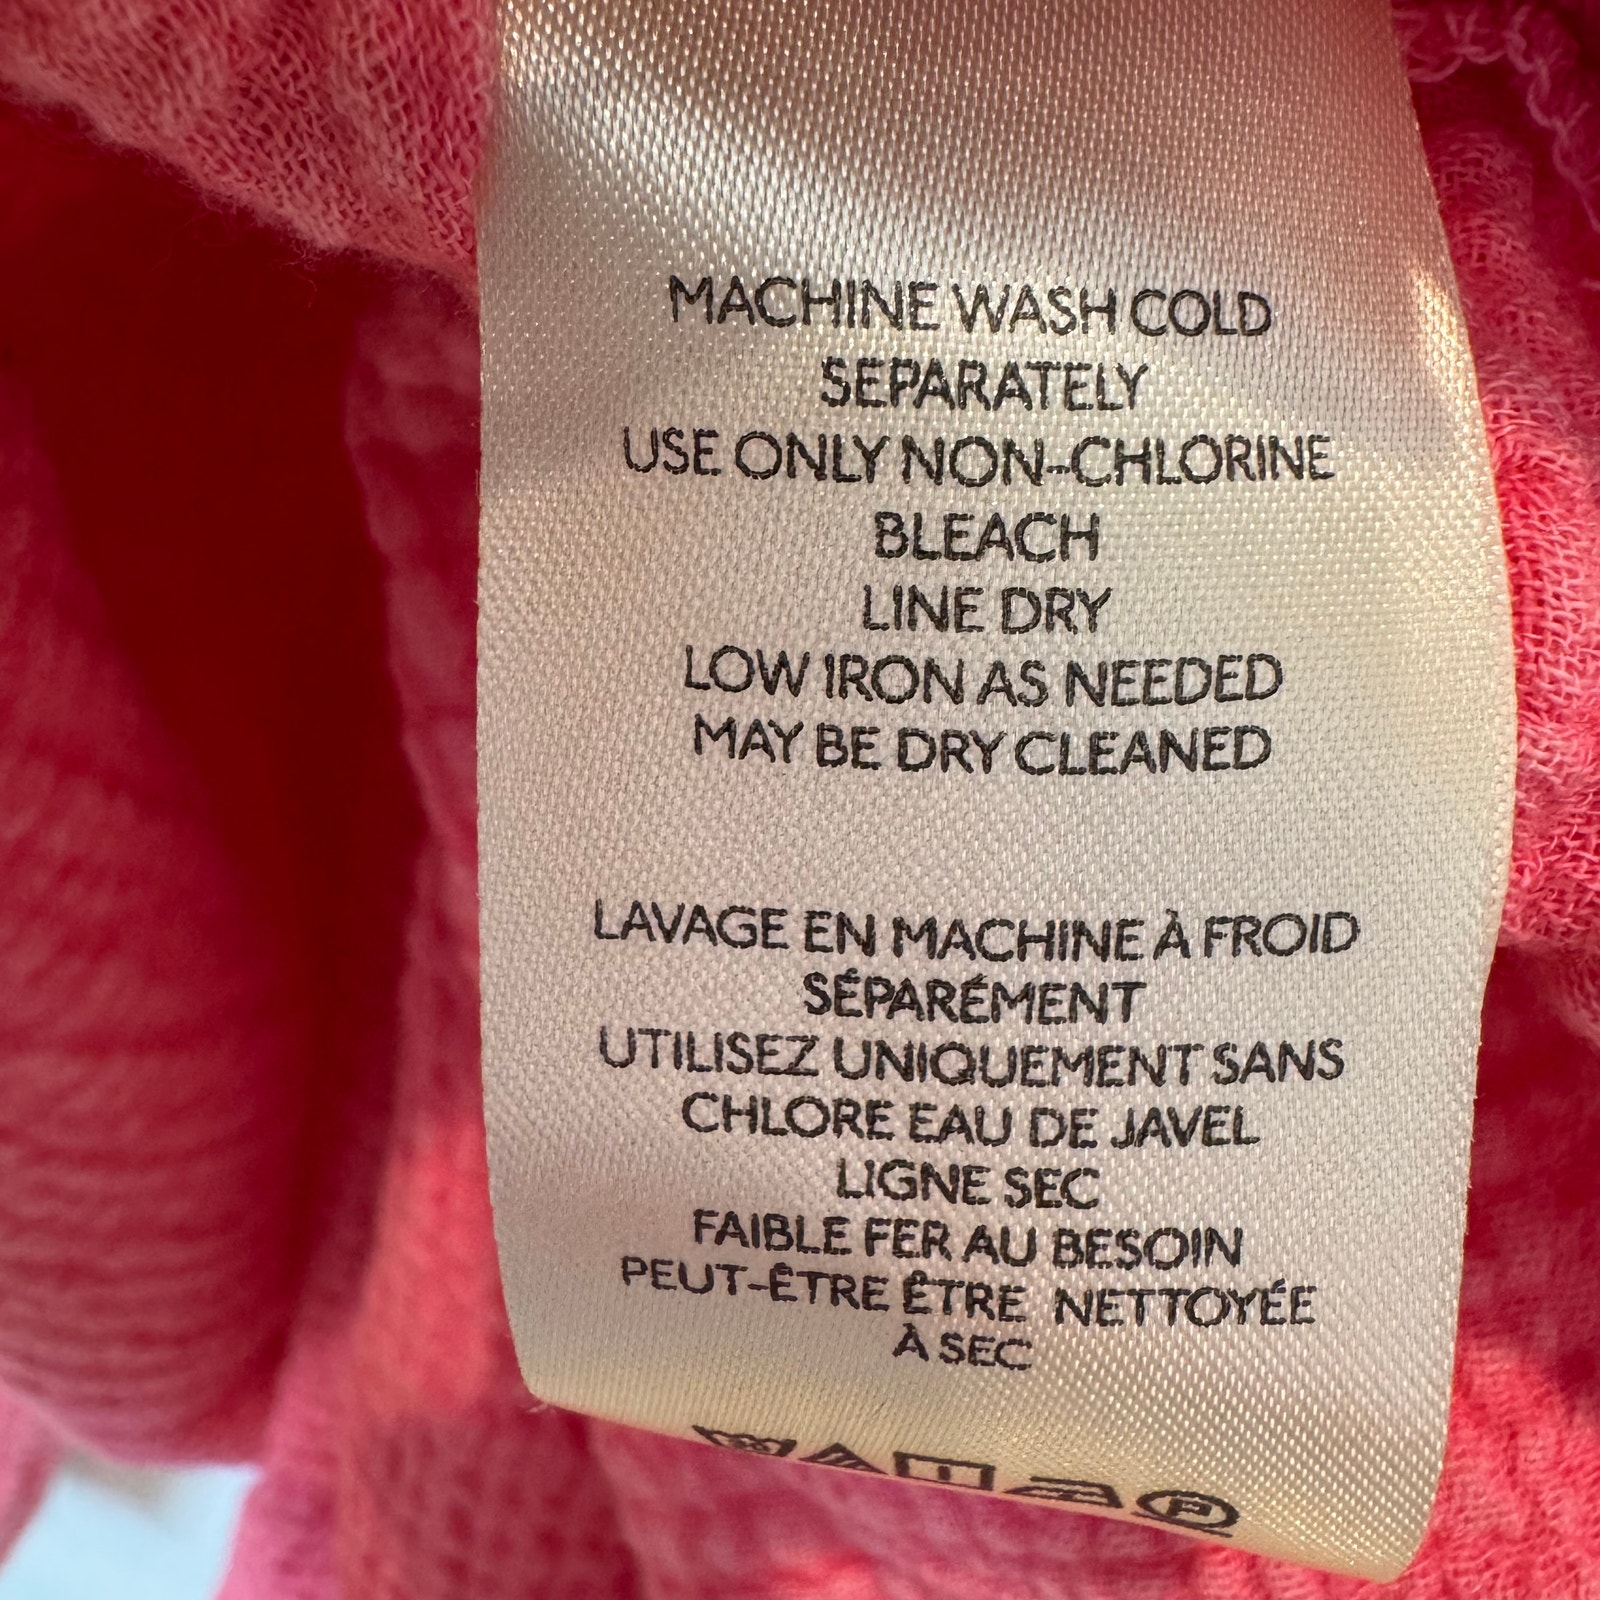 MACHINE WASH COLD
SEPARATELY
USE ONLY NON-CHLORINE
BLEACH
LINE DRY
LOW IRON AS NEEDED
MAY BE DRY CLEANED
LAVAGE EN MACHINE À FROID
SÉPARÉMENT
UTILISEZ UNIQUEMENT SANS
CHLORE EAU DE JAVEL
LIGNE SEC
FAIBLE FER AU BESOIN
PEUT-ÊTRE ÊTRE NETTOYÉE
À SEC
P